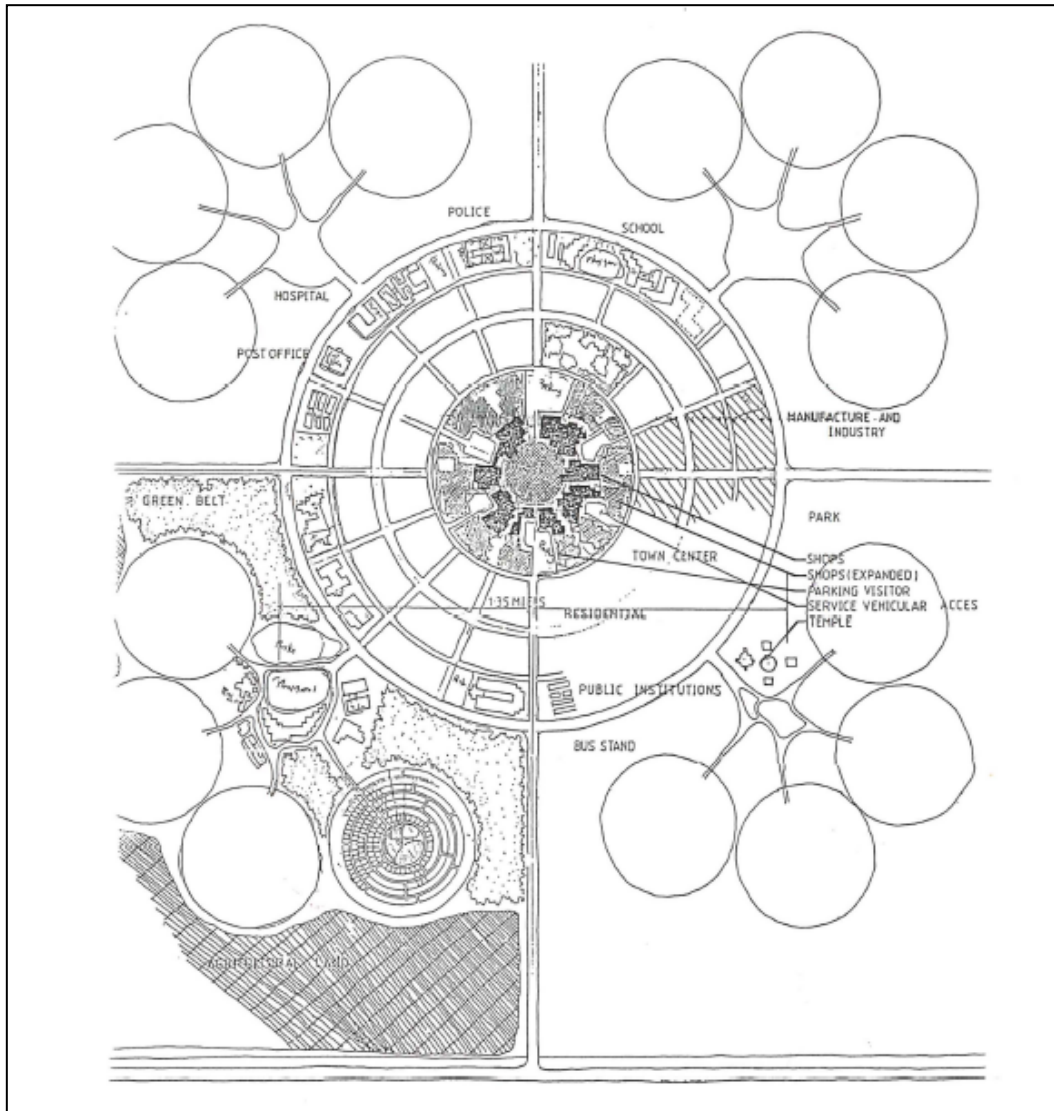 POLICE
SCHOOL
HOSPITAL
POST OFFICE
MANUFACTURE AND
INDUSTRY
GREEN BELT
PARK
TOWN CENTER
SHOPS
SHOPS(EXPANDED)
PARKING VISITOR
SERVICE VEHICULAR ACCES
TEMPLE
RESIDENTIAL
PUBLIC INSTITUTIONS
BUS STAND
LAND